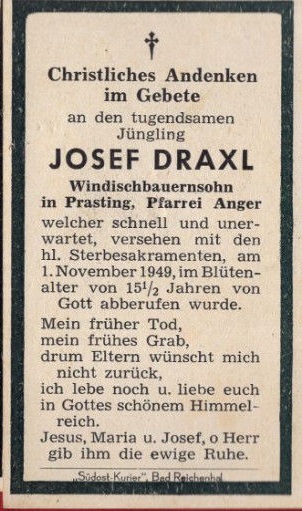 Christliches Andenken
im Gebete
an den tugendsamen
Jüngling
JOSEF DRAXL
Windischbauernsohn
in Prasting, Pfarrei Anger
welcher schnell und uner-
wartet, versehen mit den
hl. Sterbesakramenten, am
1. November 1949, im Blüten-
alter von 15½ Jahren von
Gott abberufen wurde.
Mein früher Tod,
mein frühes Grab,
drum Eltern wünscht mich
nicht zurück,
ich lebe noch u. liebe euch
in Gottes schönem Himmel-
reich.
Jesus, Maria u. Josef, o Herr
gib ihm die ewige Ruhe.
„Südost-Kurier“, Bad Reichenhal